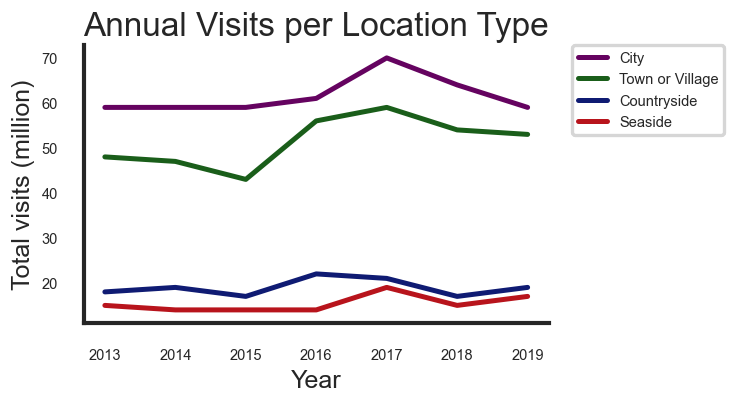 Annual Visits per Location Type
Total visits (million)
70
60
50
40
30
20
2013 2014 2015 2016 2017 2018 2019
Year
City
Town or Village
Countryside
Seaside